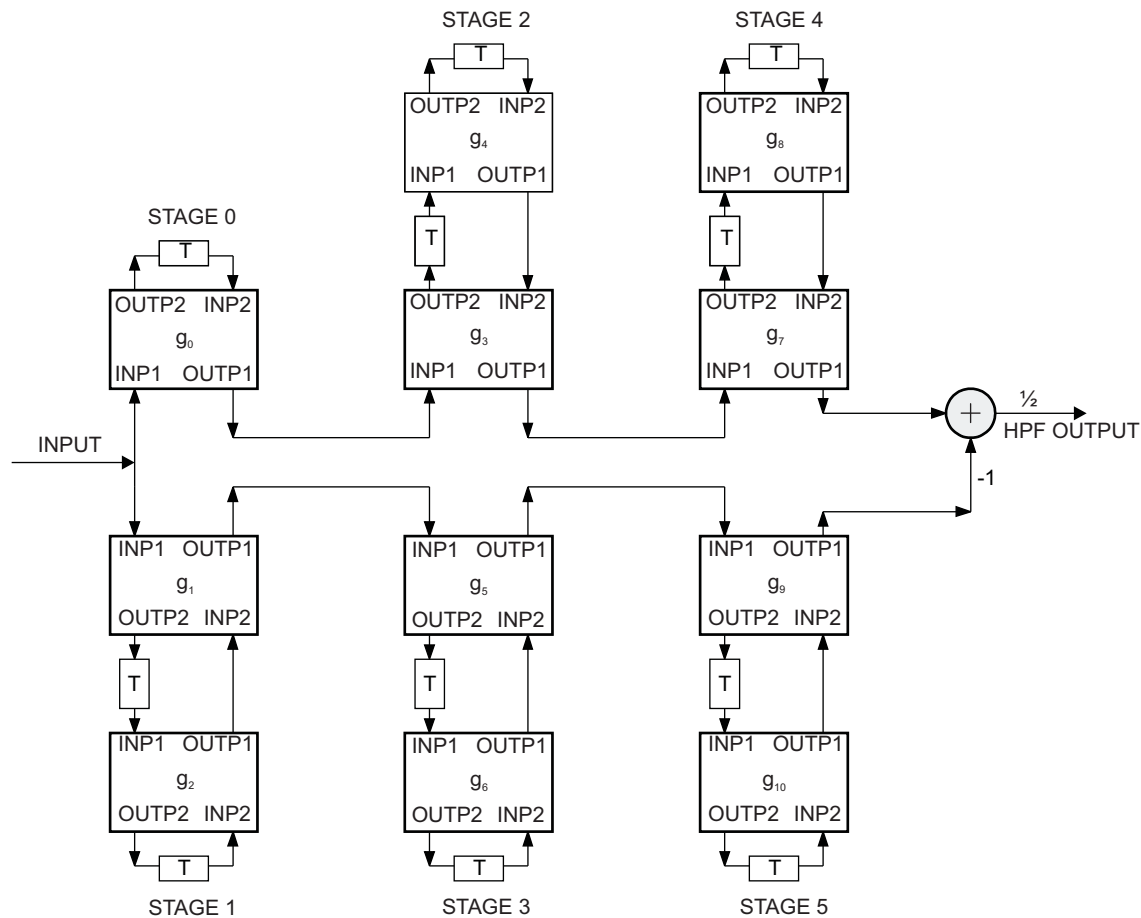 STAGE 2 STAGE 4
T T
OUTP2 INP2 OUTP2 INP2
g₄ g₈
INP1 OUTP1 INP1 OUTP1
STAGE 0
T T T
OUTP2 INP2 OUTP2 INP2 OUTP2 INP2
g₀ g₃ g₇
INP1 OUTP1 INP1 OUTP1 INP1 OUTP1
½
+
INPUT HPF OUTPUT
-1
INP1 OUTP1 INP1 OUTP1 INP1 OUTP1
g₁ g₅ g₉
OUTP2 INP2 OUTP2 INP2 OUTP2 INP2
T T T
INP1 OUTP1 INP1 OUTP1 INP1 OUTP1
g₂ g₆ g₁₀
OUTP2 INP2 OUTP2 INP2 OUTP2 INP2
T T T
STAGE 1 STAGE 3 STAGE 5